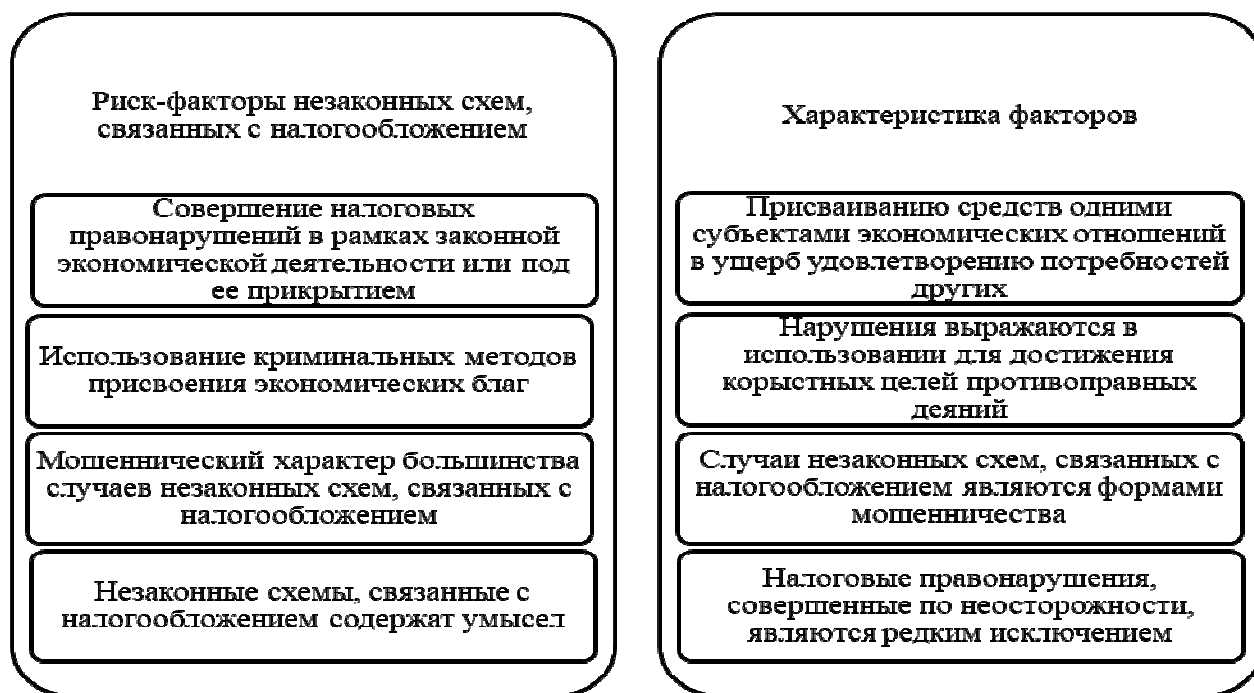 Риск-факторы незаконных схем,
связанных с налогообложением
Совершение налоговых
правонарушений в рамках законной
экономической деятельности или под
ее прикрытием
Использование криминальных методов
присвоения экономических благ
Мошеннический характер большинства
случаев незаконных схем, связанных с
налогообложением
Незаконные схемы, связанные с
налогообложением содержат умысел
Характеристика факторов
Присваиванию средств одними
субъектами экономических отношений
в ущерб удовлетворению потребностей
других
Нарушения выражаются в
использовании для достижения
корыстных целей противоправных
деяний
Случаи незаконных схем, связанных с
налогообложением являются формами
мошенничества
Налоговые правонарушения,
совершенные по неосторожности,
являются редким исключением